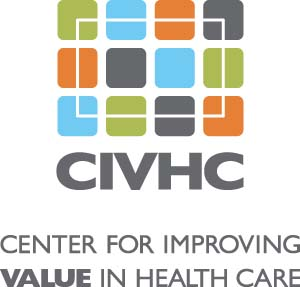 CIVHC
CENTER FOR IMPROVING
VALUE IN HEALTH CARE